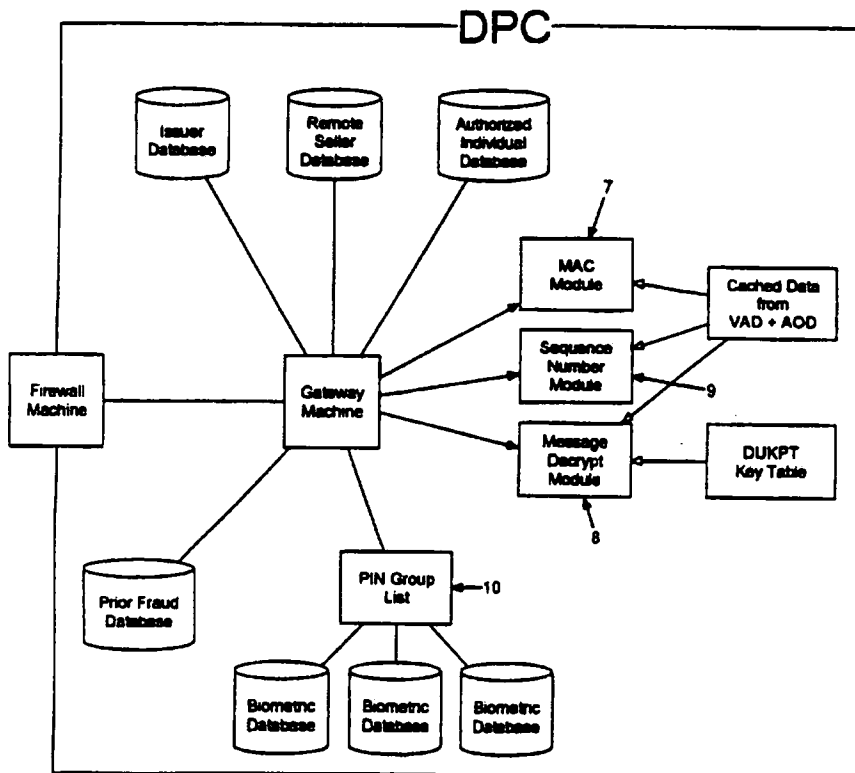 DPC
Issuer
Database
Remote
Seller
Database
Authorized
Individual
Database
7
MAC
Module
Cached Data
from
VAD + AOD
Sequence
Number
Module
9
Firewall
Machine
Gateway
Machine
Message
Decrypt
Module
DUKPT
Key Table
8
PIN Group
List
10
Prior Fraud
Database
Biometric
Database
Biometric
Database
Biometric
Database